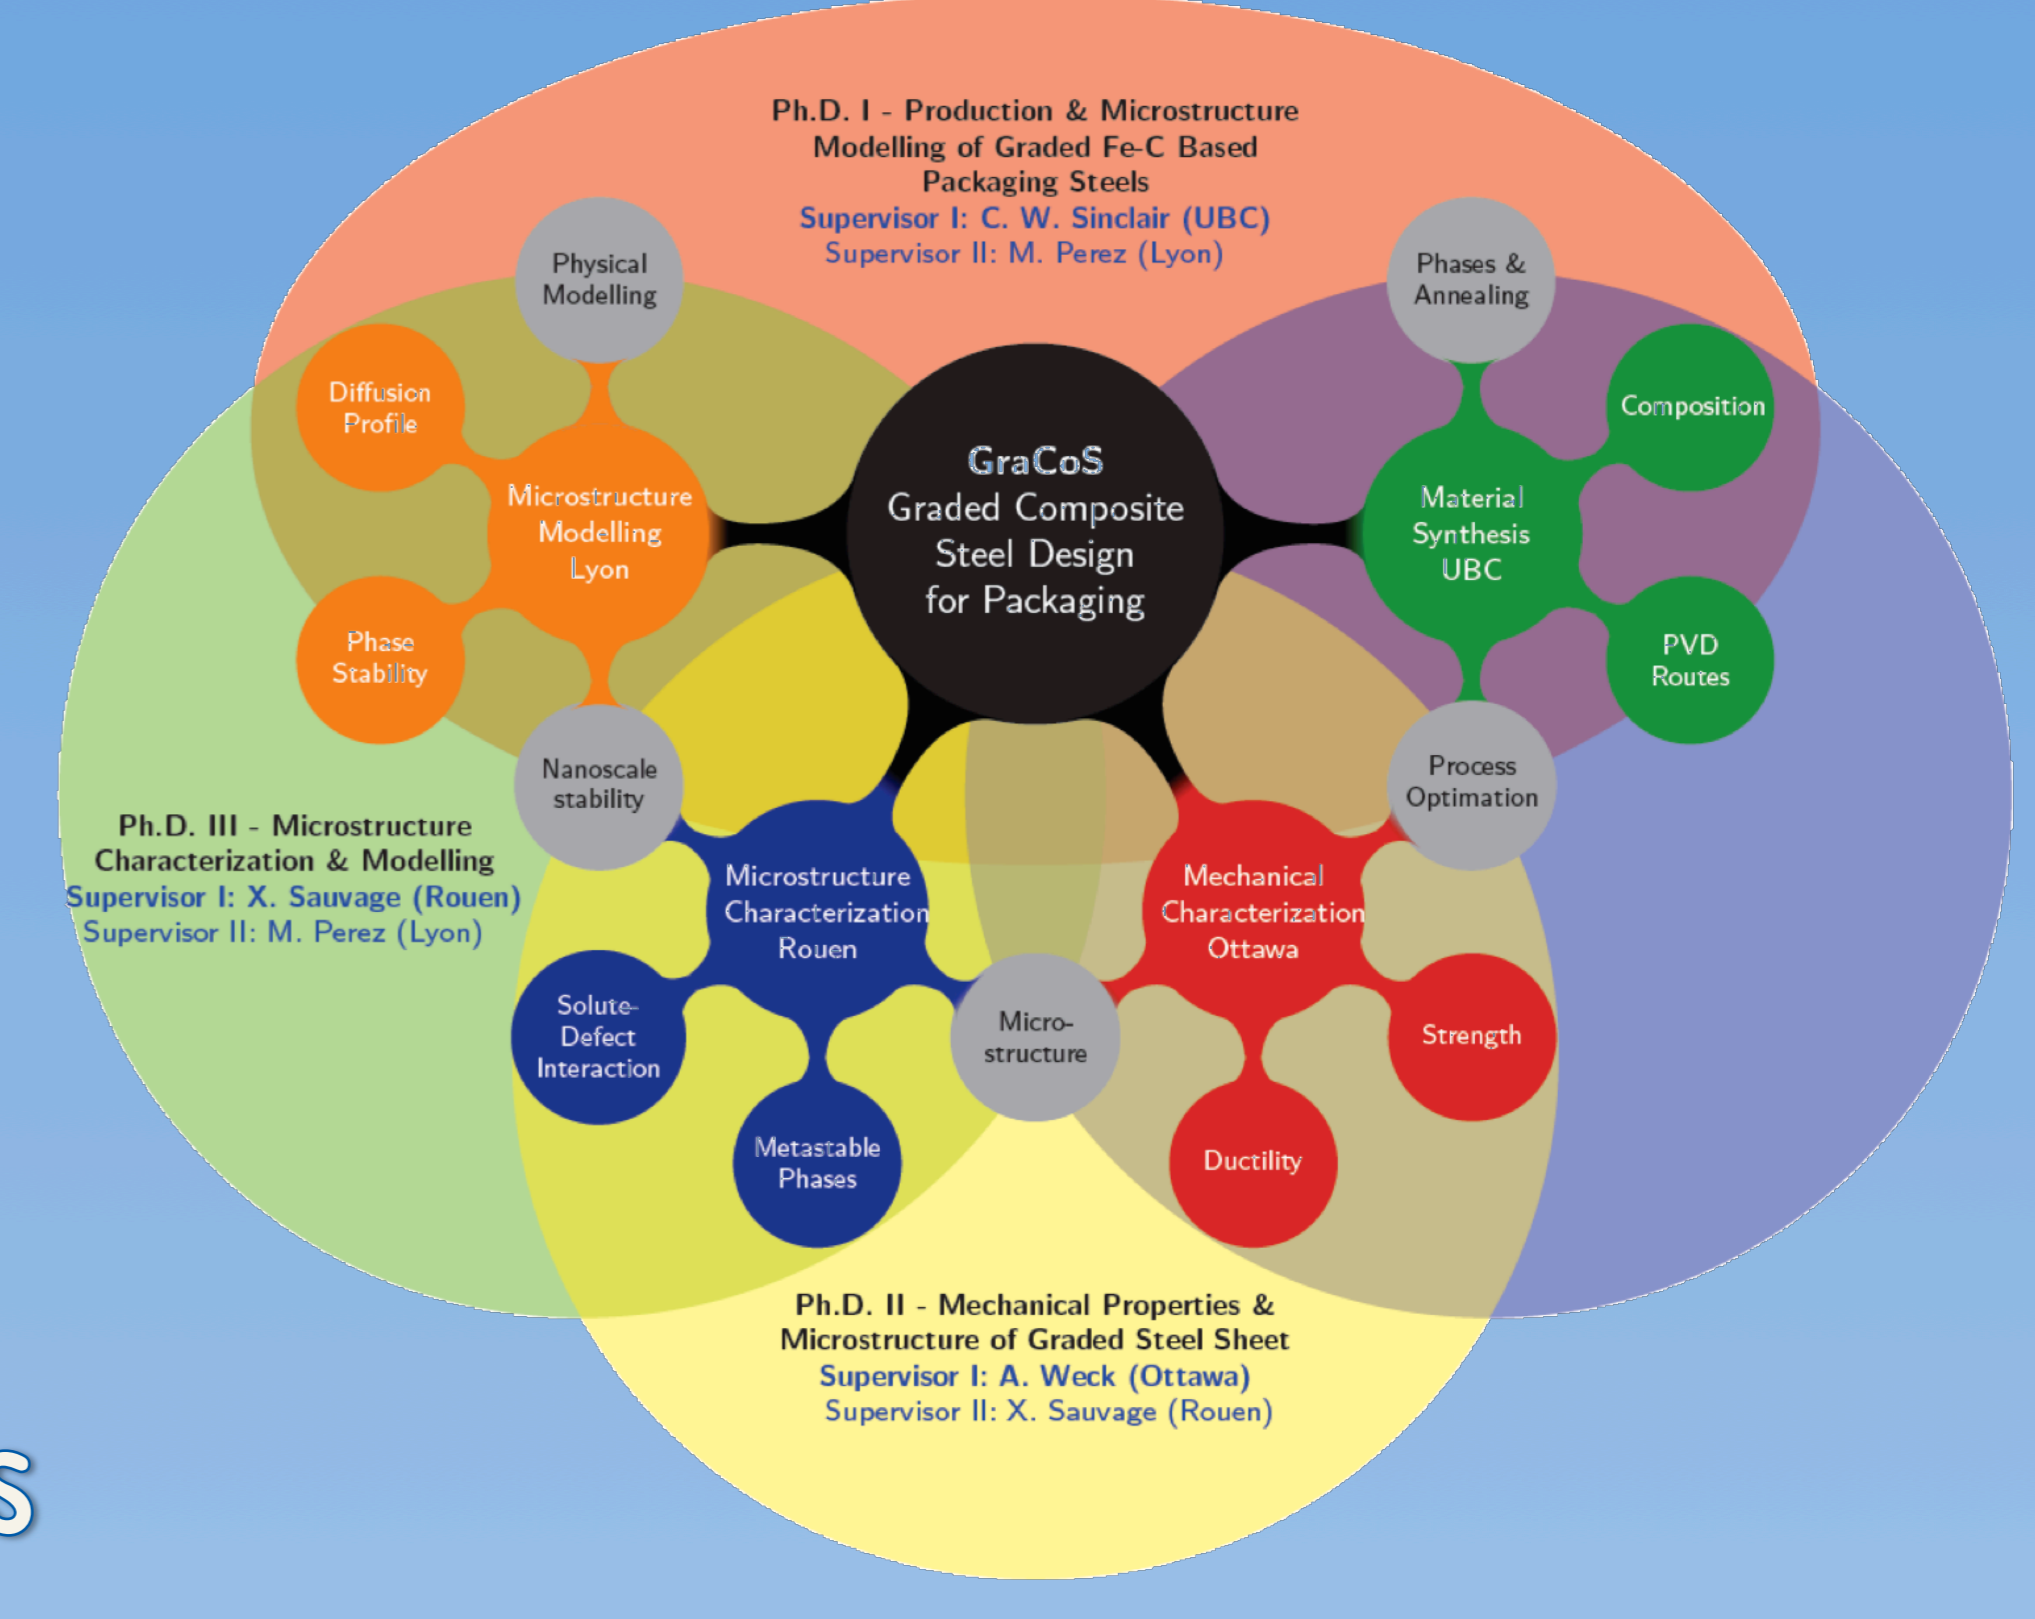 Ph.D. I - Production & Microstructure
Modelling of Graded Fe-C Based
Packaging Steels
Supervisor I: C. W. Sinclair (UBC)
Supervisor II: M. Perez (Lyon)
Physical
Modelling
Phases &
Annealing
Diffusion
Profile
Composition
GraCoS
Graded Composite
Steel Design
for Packaging
Microstructure
Modelling
Lyon
Material
Synthesis
UBC
Phase
Stability
PVD
Routes
Nanoscale
stability
Process
Optimation
Ph.D. III - Microstructure
Characterization & Modelling
Supervisor I: X. Sauvage (Rouen)
Supervisor II: M. Perez (Lyon)
Microstructure
Characterization
Rouen
Mechanical
Characterization
Ottawa
Solute-
Defect
Interaction
Micro-
structure
Strength
Metastable
Phases
Ductility
Ph.D. II - Mechanical Properties &
Microstructure of Graded Steel Sheet
Supervisor I: A. Weck (Ottawa)
Supervisor II: X. Sauvage (Rouen)